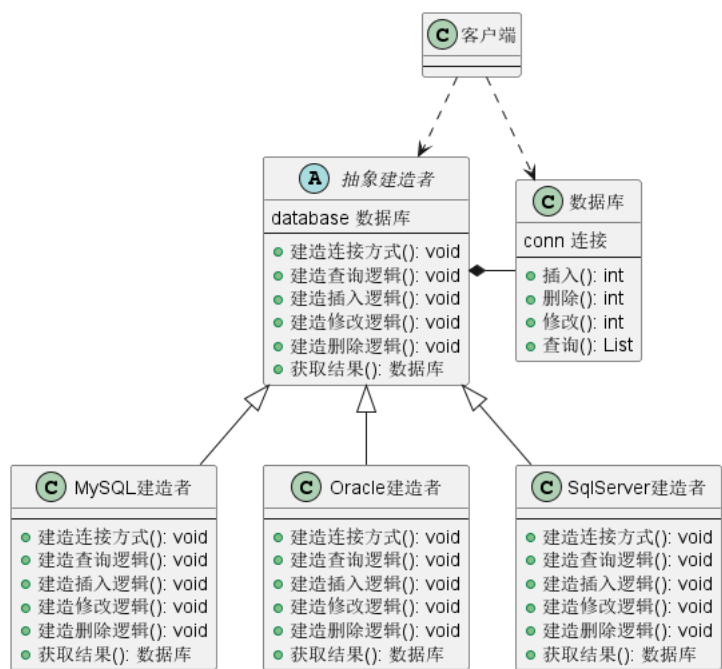 C 客户端
A 抽象建造者
database 数据库
建造连接方式(): void
建造查询逻辑(): void
建造插入逻辑(): void
建造修改逻辑(): void
建造删除逻辑(): void
获取结果(): 数据库
C 数据库
conn 连接
插入(): int
删除(): int
修改(): int
查询(): List
C MySQL建造者
建造连接方式(): void
建造查询逻辑(): void
建造插入逻辑(): void
建造修改逻辑(): void
建造删除逻辑(): void
获取结果(): 数据库
C Oracle建造者
建造连接方式(): void
建造查询逻辑(): void
建造插入逻辑(): void
建造修改逻辑(): void
建造删除逻辑(): void
获取结果(): 数据库
C SqlServer建造者
建造连接方式(): void
建造查询逻辑(): void
建造插入逻辑(): void
建造修改逻辑(): void
建造删除逻辑(): void
获取结果(): 数据库